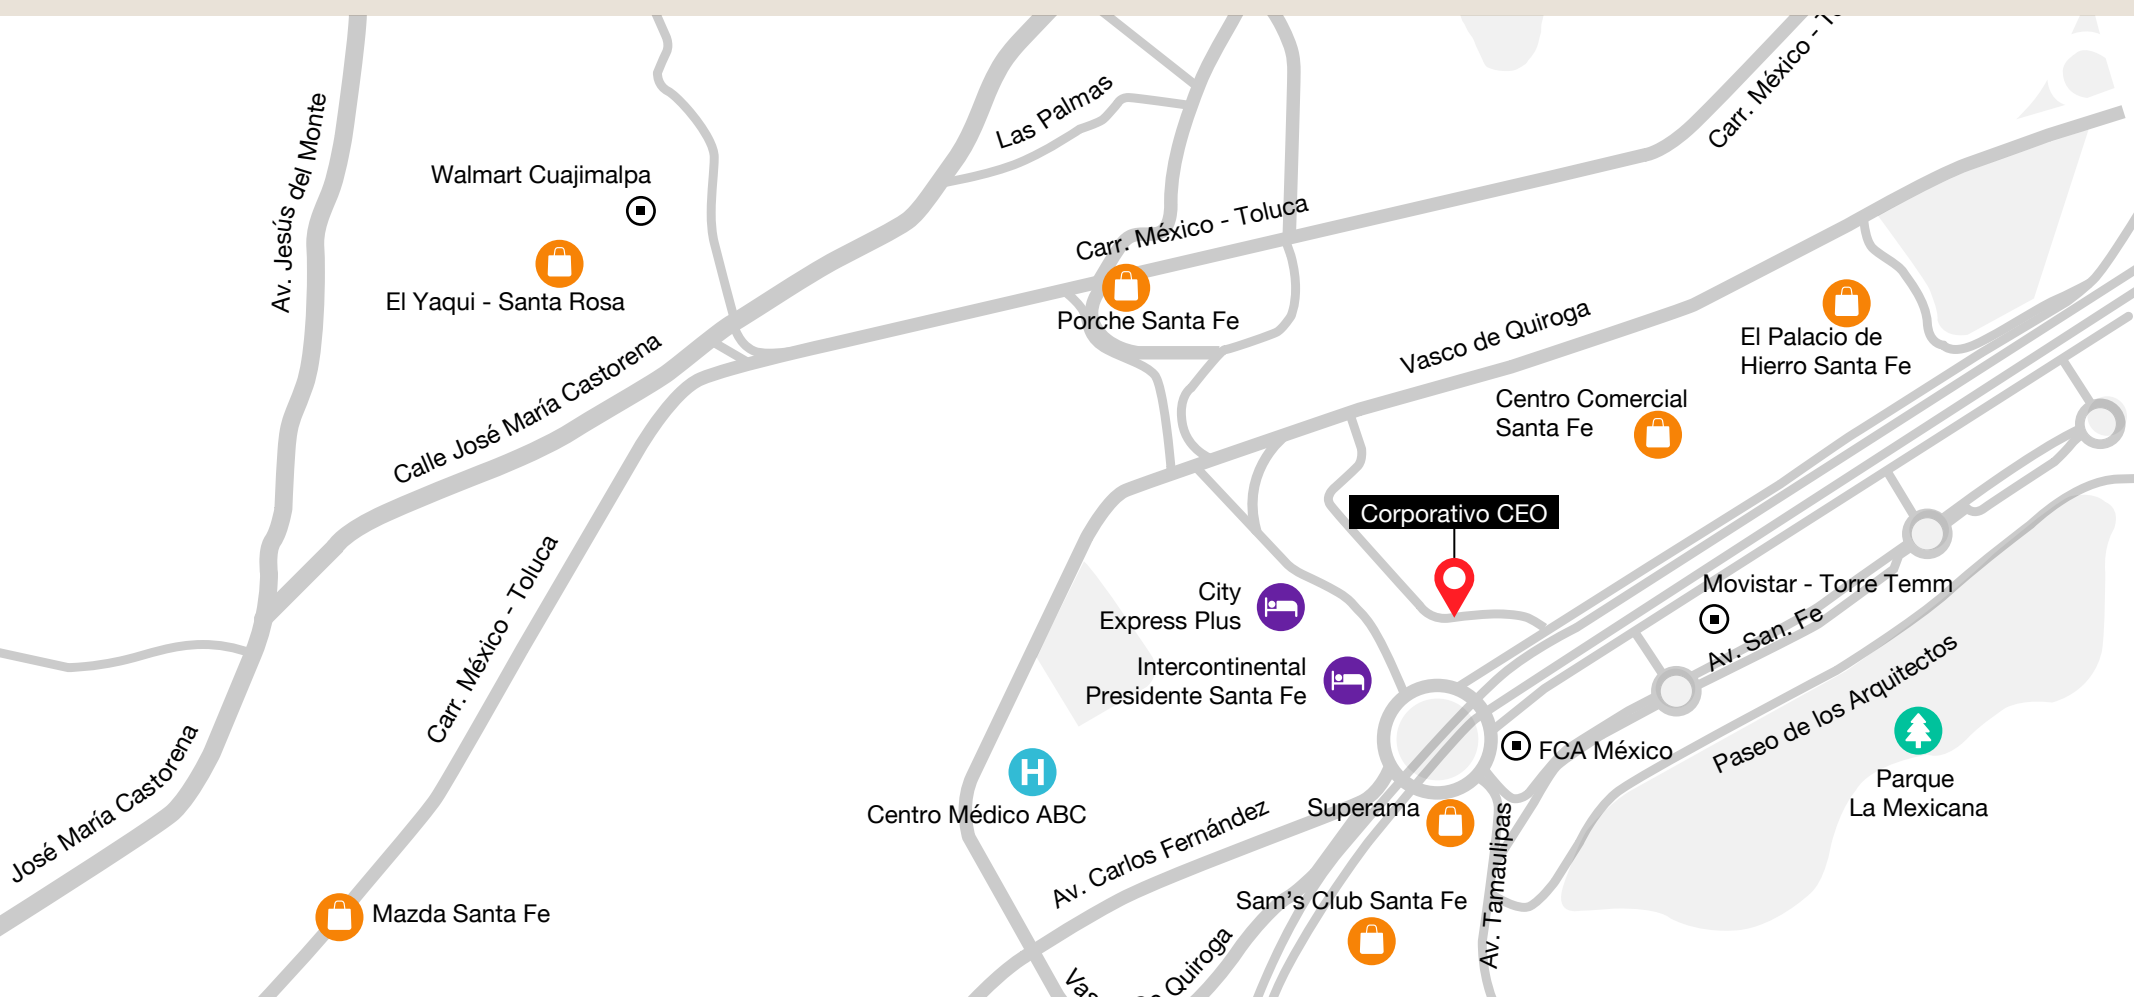 Carr. México - To
Las Palmas
Av. Jesús del Monte
Walmart Cuajimalpa
Carr. México - Toluca
El Yaqui - Santa Rosa
Porche Santa Fe
Vasco de Quiroga
El Palacio de
Hierro Santa Fe
Calle José María Castorena
Centro Comercial
Santa Fe
Corporativo CEO
Carr. México - Toluca
City
Express Plus
Movistar - Torre Temm
Av. San. Fe
Intercontinental
Presidente Santa Fe
Paseo de los Arquitectos
FCA México
José María Castorena
H
Centro Médico ABC
Parque
La Mexicana
Superama
Av. Carlos Fernández
Av. Tamaulipas
Sam's Club Santa Fe
Mazda Santa Fe
Quiroga